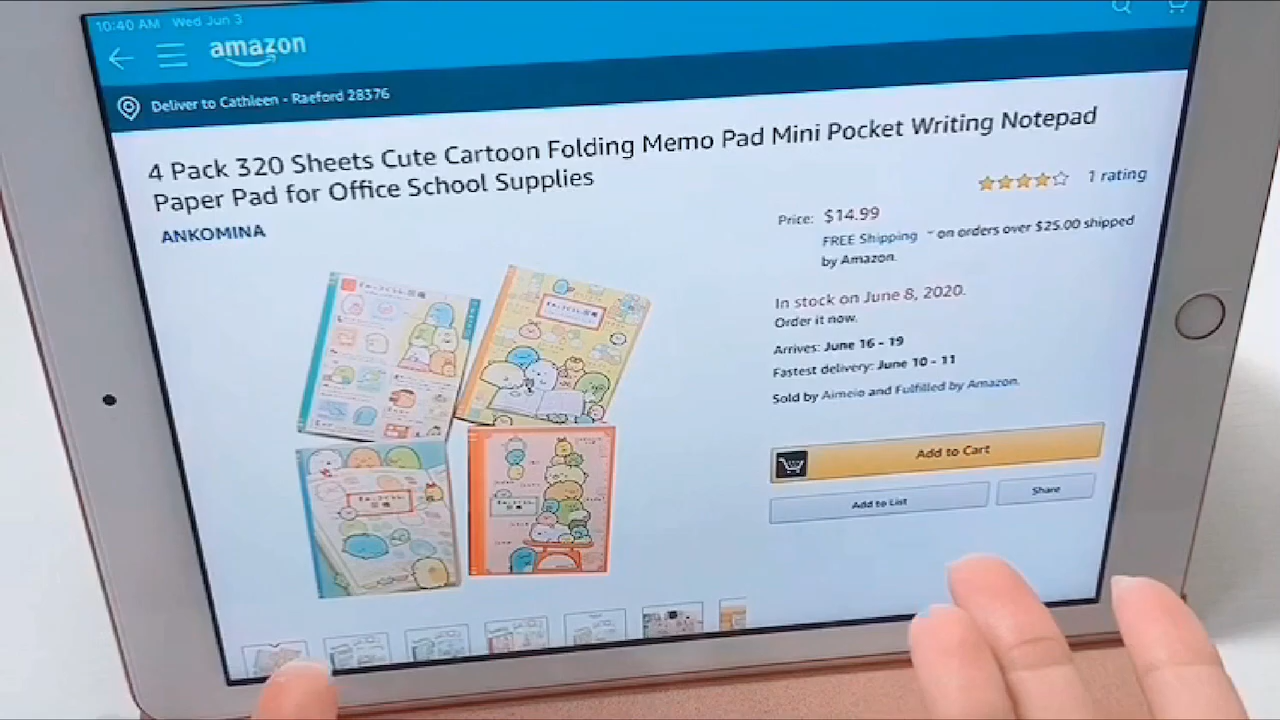 10:40 AM Wed Jun 3
amazon
Deliver to Cathleen - Raeford 28376
4 Pack 320 Sheets Cute Cartoon Folding Memo Pad Mini Pocket Writing Notepad
Paper Pad for Office School Supplies
1 rating
ANKOMINA
Price: $14.99
FREE Shipping on orders over $25.00 shipped
by Amazon.
In stock on June 8, 2020.
Order it now.
Arrives: June 16 - 19
Fastest delivery: June 10 - 11
Sold by Aimeio and Fulfilled by Amazon.
Add to Cart
Add to List
Share